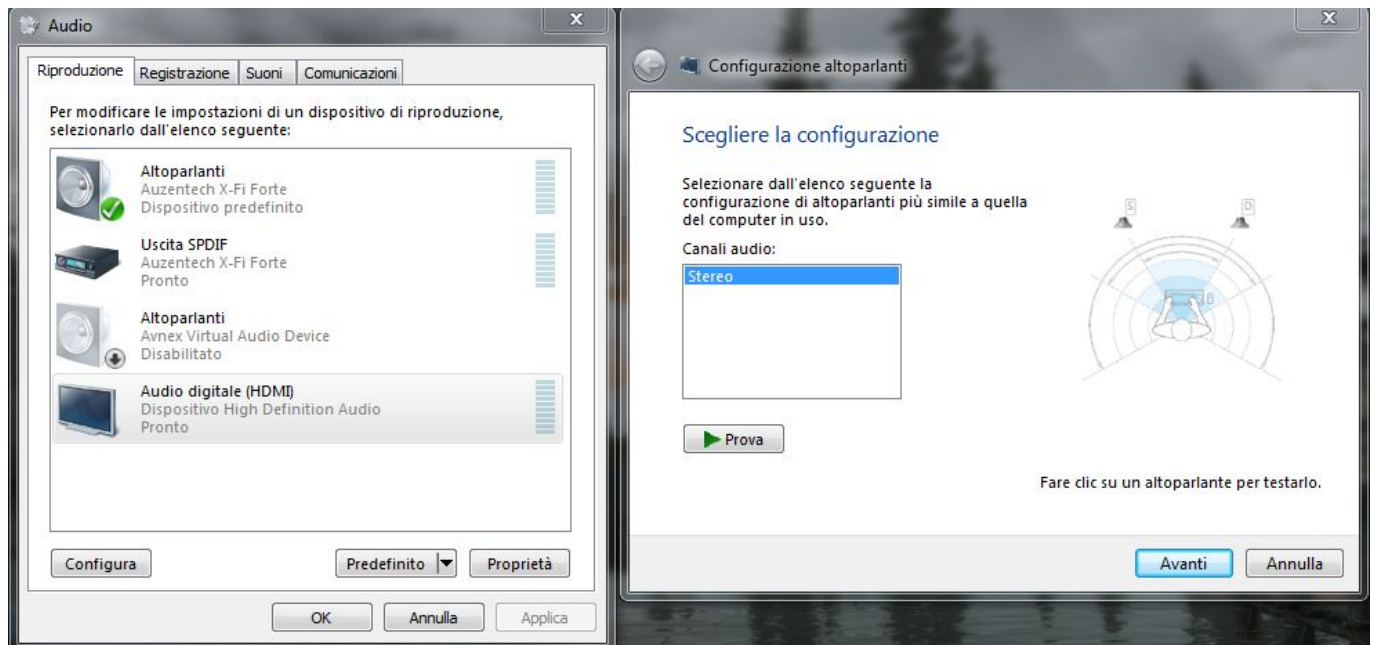 Audio
Riproduzione
Registrazione
Suoni
Comunicazioni
Per modificare le impostazioni di un dispositivo di riproduzione,
selezionarlo dall'elenco seguente:
Altoparlanti
Auzentech X-Fi Forte
Dispositivo predefinito
Uscita SPDIF
Auzentech X-Fi Forte
Pronto
Altoparlanti
Avnex Virtual Audio Device
Disabilitato
Audio digitale (HDMI)
Dispositivo High Definition Audio
Pronto
Configura
Predefinito
Proprietà
OK
Annulla
Applica
Configurazione altoparlanti
Scegliere la configurazione
Selezionare dall'elenco seguente la
configurazione di altoparlanti più simile a quella
del computer in uso.
Canali audio:
Stereo
S
D
Prova
Fare clic su un altoparlante per testarlo.
Avanti
Annulla